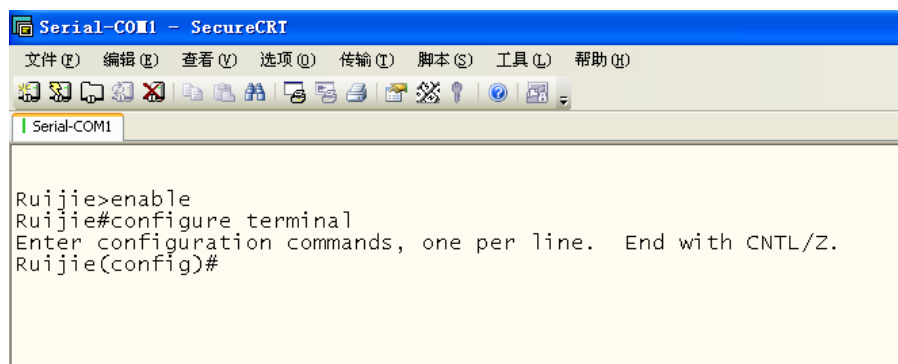 Serial-COM1 - SecureCRT
文件(F) 编辑(E) 查看(V) 选项(O) 传输(T) 脚本(S) 工具(L) 帮助(H)
Serial-COM1
Ruijie>enable
Ruijie#configure terminal
Enter configuration commands, one per line.  End with CNTL/Z.
Ruijie(config)#